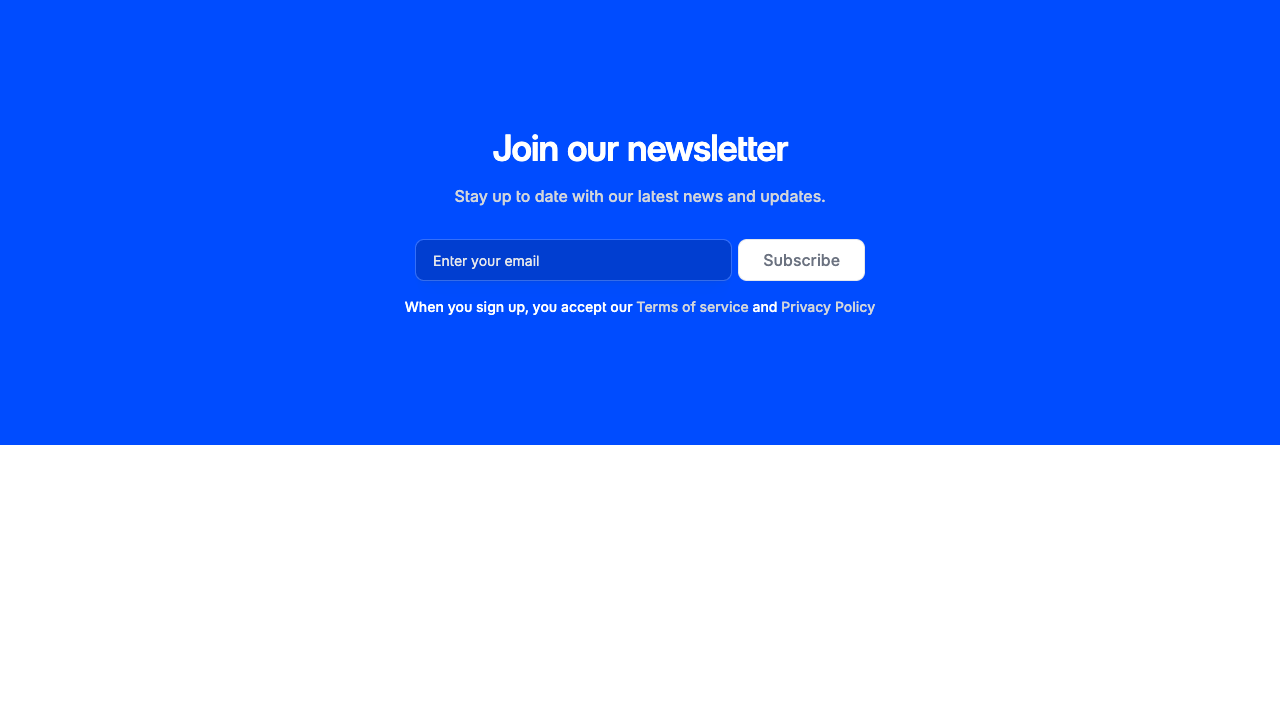 Join our newsletter
Stay up to date with our latest news and updates.
Enter your email
Subscribe
When you sign up, you accept our Terms of service and Privacy Policy